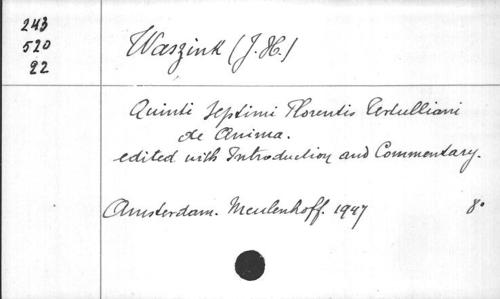 243
520
22
Waszink (J. H.)
Quinti Septimi Florentis Tertulliani
de Anima.
edited with Introduction and Commentary.
Amsterdam. Meulenhoff. 1947 8°